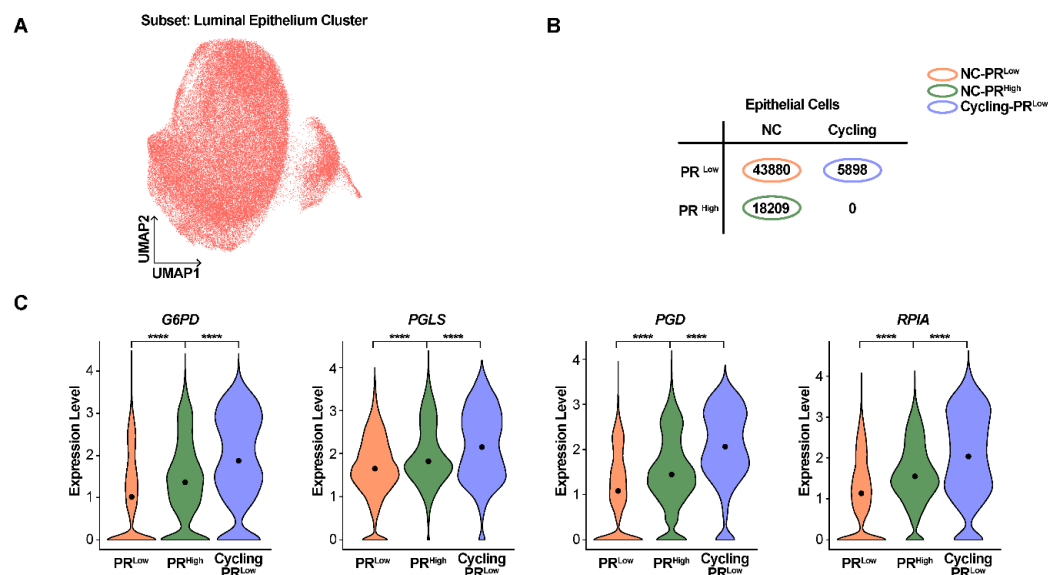 A
Subset: Luminal Epithelium Cluster
UMAP2
UMAP1
B
NC-PRLow
NC-PRHigh
Cycling-PRLow
Epithelial Cells
NC Cycling
PR Low 43880 5898
PR High 18209 0
C
G6PD
**** ****
Expression Level
4
3
2
1
0
PRLow PRHigh Cycling
PRLow
PGLS
**** ****
Expression Level
4
3
2
1
0
PRLow PRHigh Cycling
PRLow
PGD
**** ****
Expression Level
4
3
2
1
0
PRLow PRHigh Cycling
PRLow
RPIA
**** ****
Expression Level
4
3
2
1
0
PRLow PRHigh Cycling
PRLow